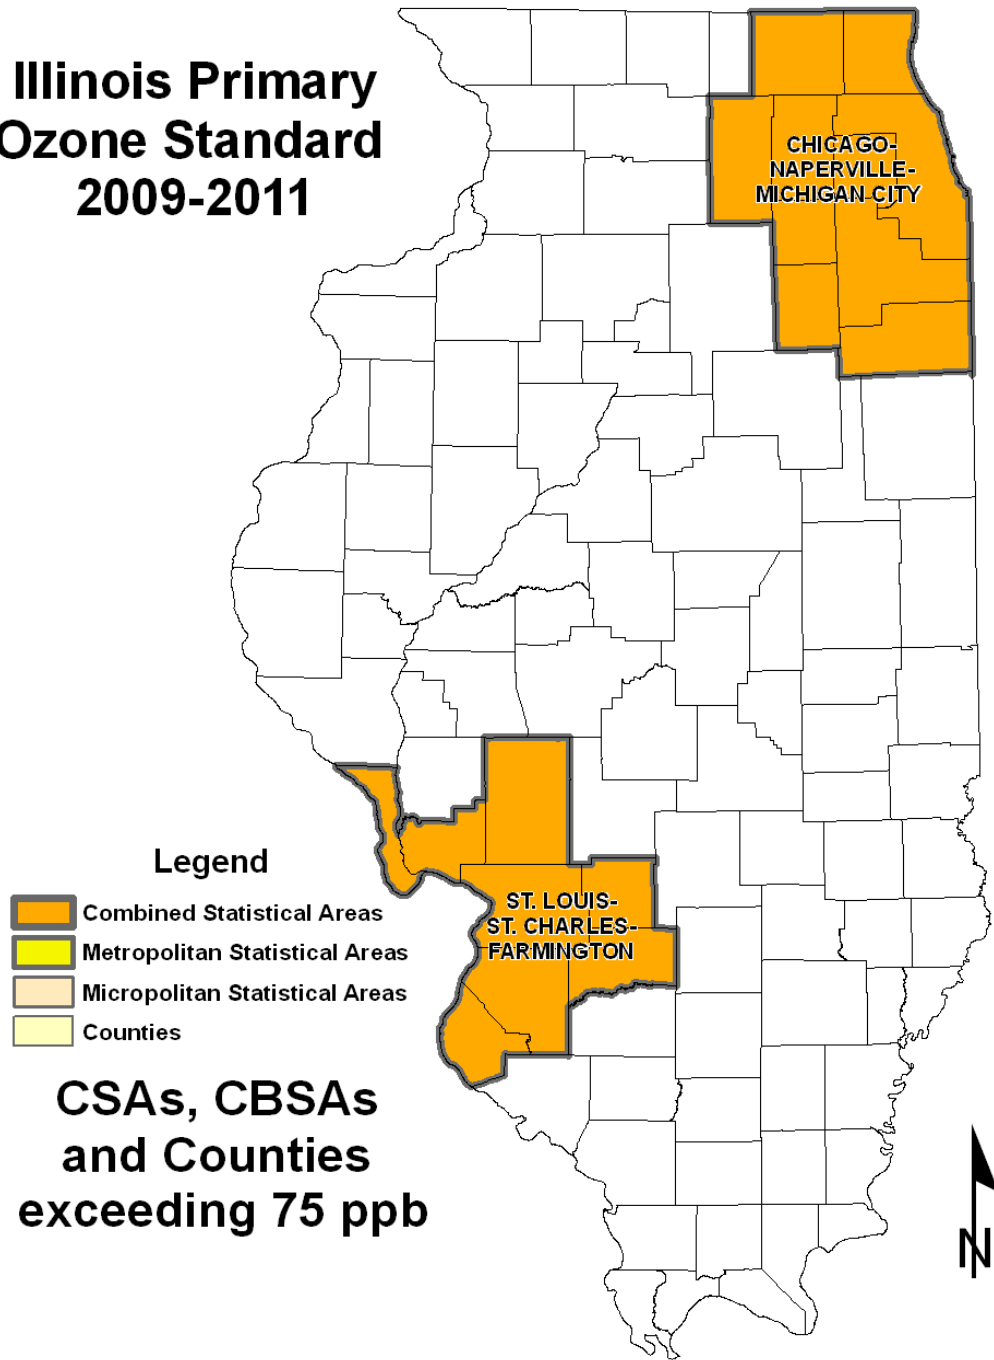 Illinois Primary
Ozone Standard
2009-2011
CHICAGO-
NAPERVILLE-
MICHIGAN CITY
ST. LOUIS-
ST. CHARLES-
FARMINGTON
Legend
Combined Statistical Areas
Metropolitan Statistical Areas
Micropolitan Statistical Areas
Counties
CSAs, CBSAs
and Counties
exceeding 75 ppb
N